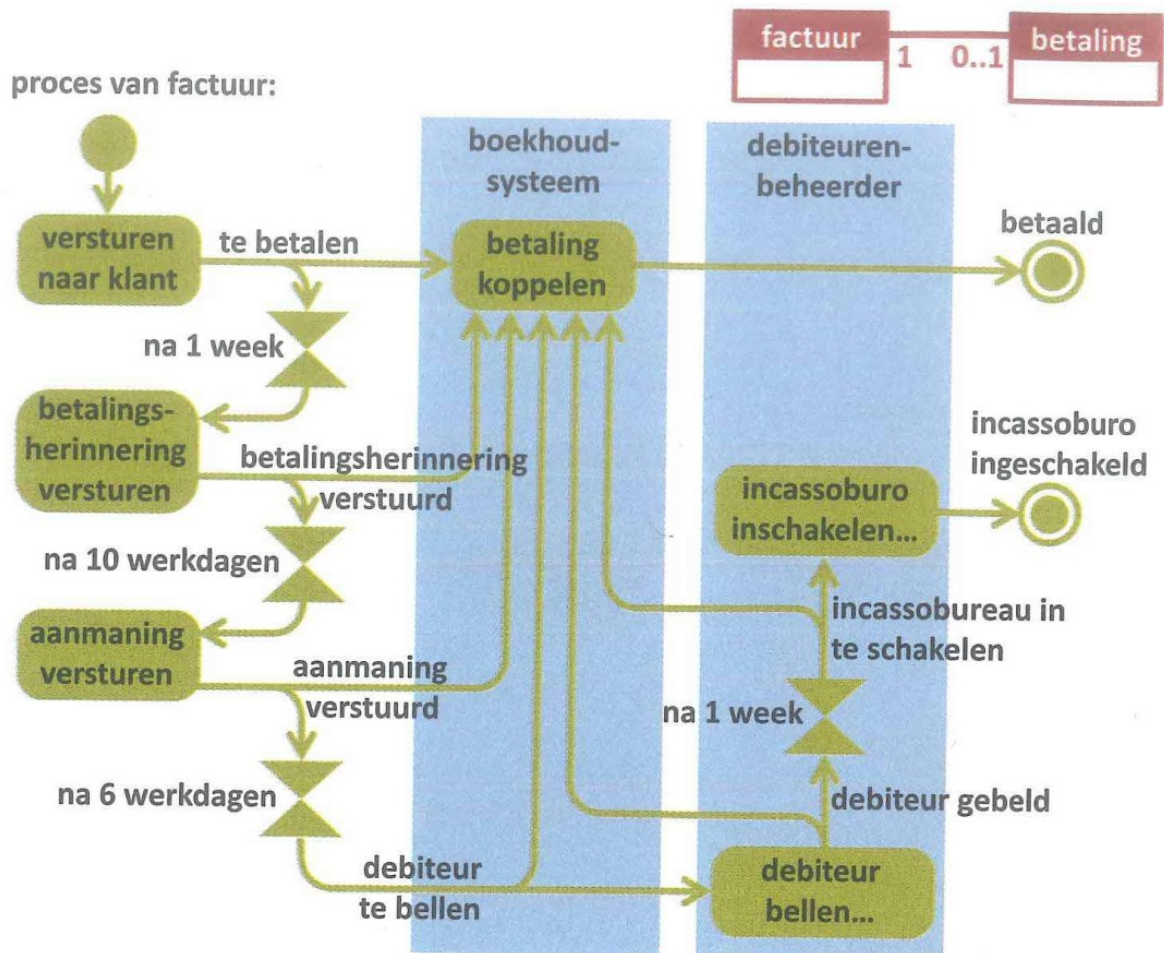 factuur
1
0..1
betaling
proces van factuur:
boekhoud-
systeem
debiteuren-
beheerder
versturen
naar klant
te betalen
betaling
koppelen
betaald
na 1 week
betalings-
herinnering
versturen
betalingsherinnering
verstuurd
incassoburo
ingeschakeld
incassoburo
inschakelen...
na 10 werkdagen
aanmaning
versturen
aanmaning
verstuurd
incassobureau in
te schakelen
na 1 week
na 6 werkdagen
debiteur gebeld
debiteur
te bellen
debiteur
bellen...